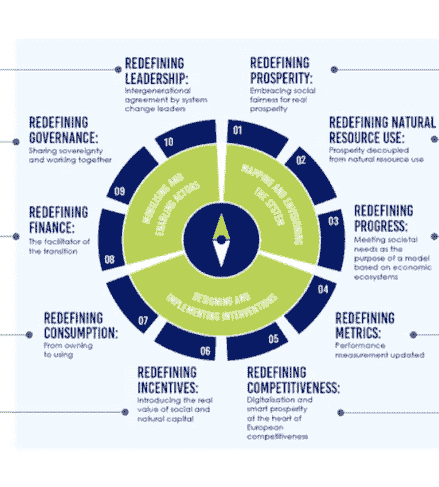 REDEFINING
LEADERSHIP:
Intergenerational
agreement by system
change leaders
REDEFINING
PROSPERITY:
Embracing social
fairness for real
prosperity
REDEFINING
GOVERNANCE:
Sharing sovereignty
and working together
REDEFINING NATURAL
RESOURCE USE:
Prosperity decoupled
from natural resource use
REDEFINING
FINANCE:
The facilitator of
the transition
REDEFINING
PROGRESS:
Meeting societal
needs as the
purpose of a model
based on economic
ecosystems
REDEFINING
CONSUMPTION:
From owning
to using
REDEFINING
METRICS:
Performance
measurement updated
REDEFINING
INCENTIVES:
Introducing the real
value of social and
natural capital
REDEFINING
COMPETITIVENESS:
Digitalisation and
smart prosperity
at the heart of
European
competitiveness
01
02
03
04
05
06
07
08
09
10
MAPPING AND ENVISIONING
THE SYSTEM
DESIGNING AND
IMPLEMENTING INTERVENTIONS
MOBILISING AND
ENABLING ACTORS